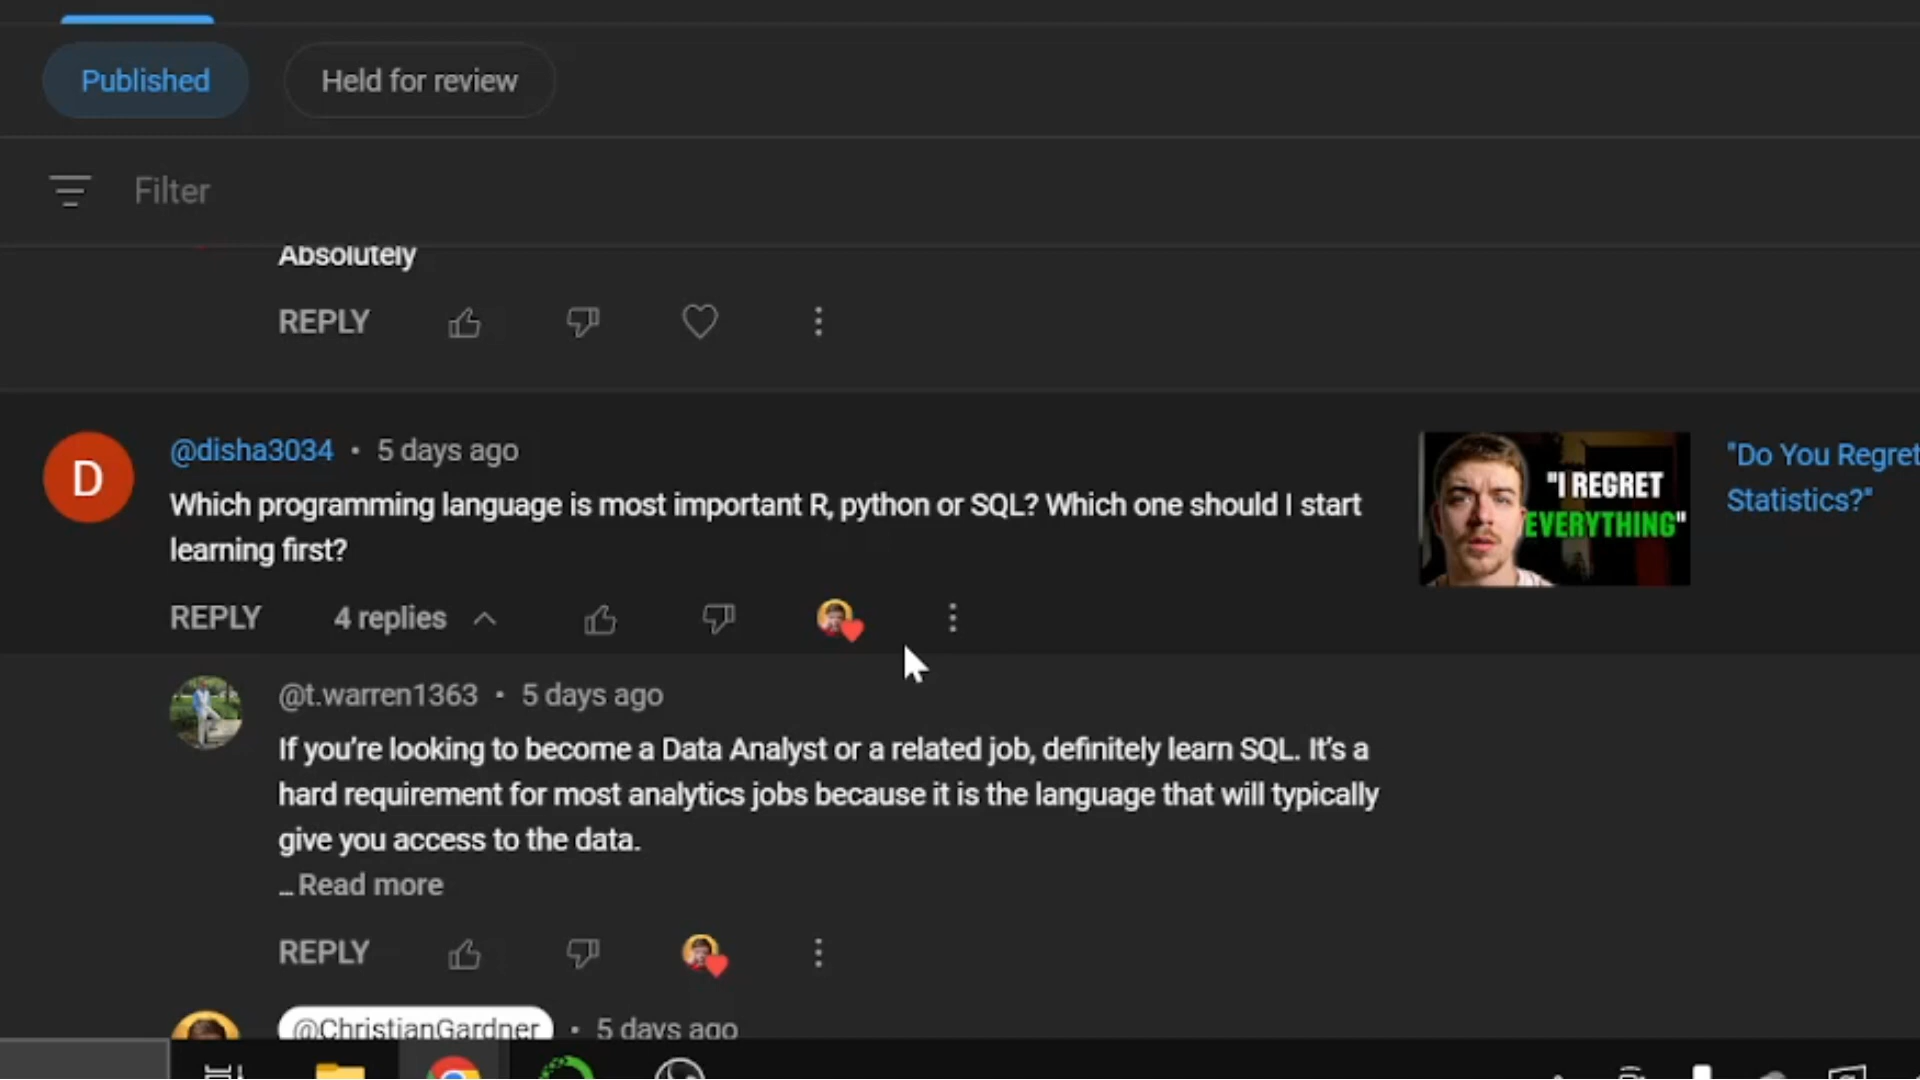 Published
Held for review
Filter
Absolutely
REPLY
D
@disha3034 • 5 days ago
Which programming language is most important R, python or SQL? Which one should I start
learning first?
"I REGRET
EVERYTHING"
"Do You Regret
Statistics?"
REPLY 4 replies
@t.warren1363 • 5 days ago
If you're looking to become a Data Analyst or a related job, definitely learn SQL. It's a
hard requirement for most analytics jobs because it is the language that will typically
give you access to the data.
...Read more
REPLY
@ChristianGardner • 5 days ago